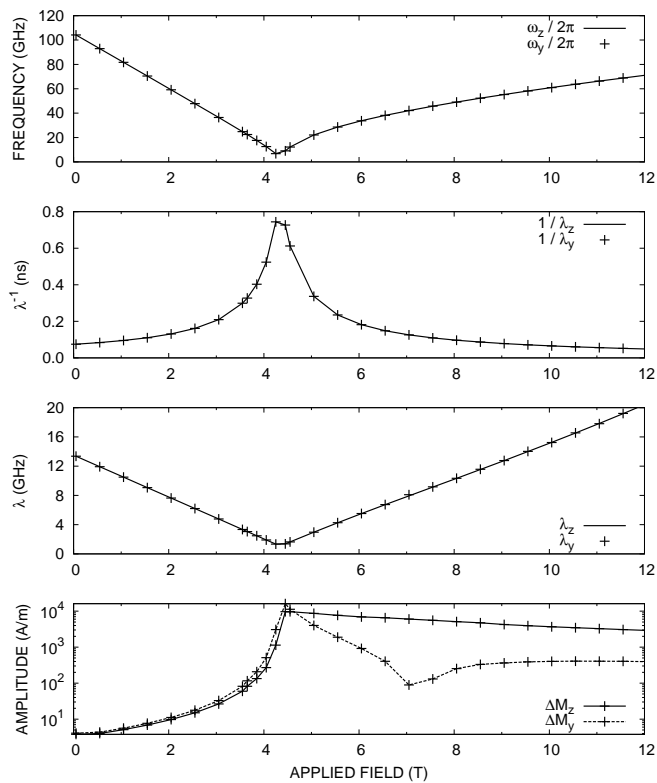 120
100
80
60
40
20
0
FREQUENCY (GHz)
ω_z / 2π
ω_y / 2π
0 2 4 6 8 10 12
0.8
0.6
0.4
0.2
0.0
λ^-1 (ns)
1 / λ_z
1 / λ_y
0 2 4 6 8 10 12
20
16
12
8
4
0
λ (GHz)
λ_z
λ_y
0 2 4 6 8 10 12
10^4
10^3
10^2
10^1
AMPLITUDE (A/m)
ΔM_z
ΔM_y
0 2 4 6 8 10 12
APPLIED FIELD (T)